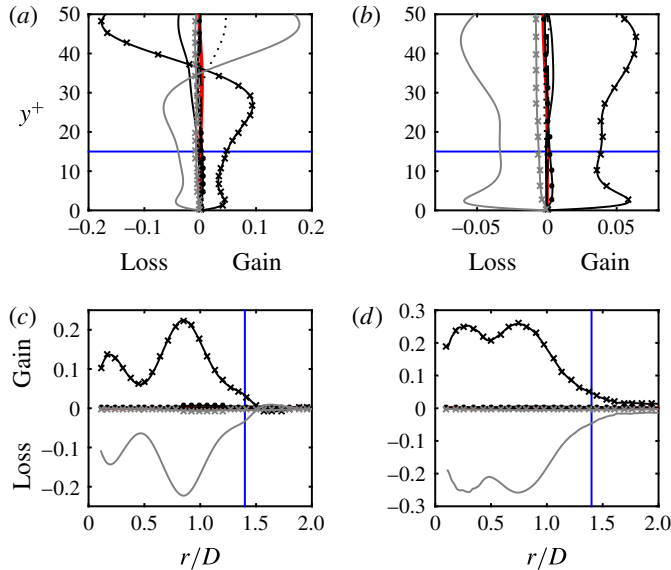 (a) (b)
50 50
40 40
30 30
y+
20 20
10 10
0 0
−0.2 −0.1 0 0.1 0.2 −0.05 0 0.05
Loss Gain Loss Gain
(c) (d)
0.3
0.2 0.2
Gain
0.1 0.1
0 0
−0.1 −0.1
Loss
−0.2 −0.2
−0.3
0 0.5 1.0 1.5 2.0 0 0.5 1.0 1.5 2.0
r/D r/D